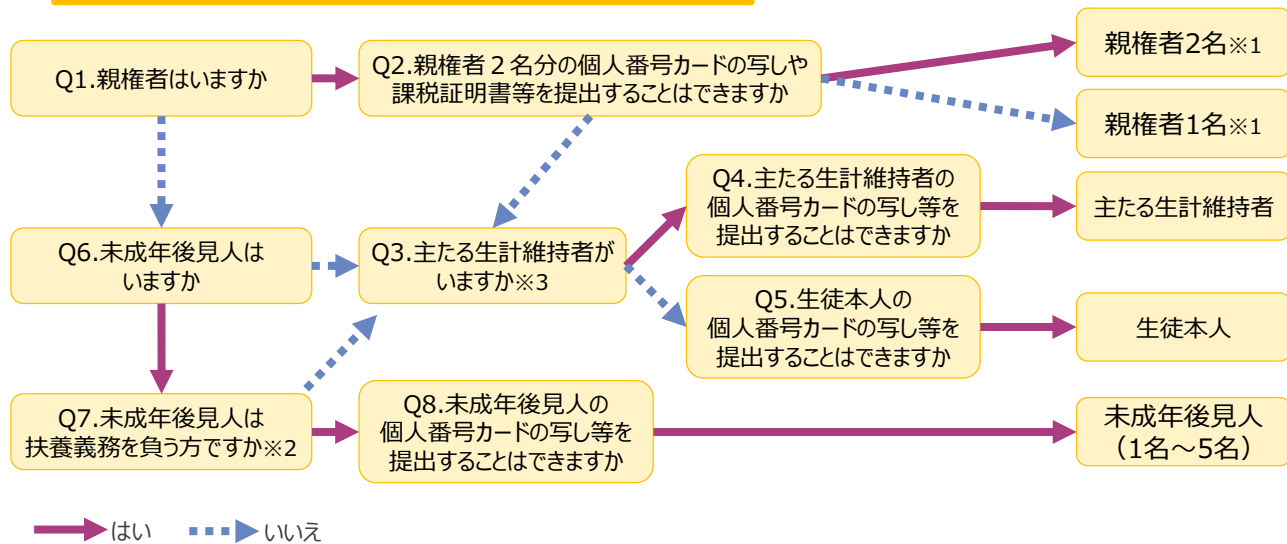 Q1.親権者はいますか
Q2.親権者２名分の個人番号カードの写しや
課税証明書等を提出することはできますか
親権者2名※1
親権者1名※1
Q6.未成年後見人は
いますか
Q3.主たる生計維持者が
いますか※3
Q4.主たる生計維持者の
個人番号カードの写し等を
提出することはできますか
主たる生計維持者
Q5.生徒本人の
個人番号カードの写し等を
提出することはできますか
生徒本人
Q7.未成年後見人は
扶養義務を負う方ですか※2
Q8.未成年後見人の
個人番号カードの写し等を
提出することはできますか
未成年後見人
（1名～5名）
はい
いいえ